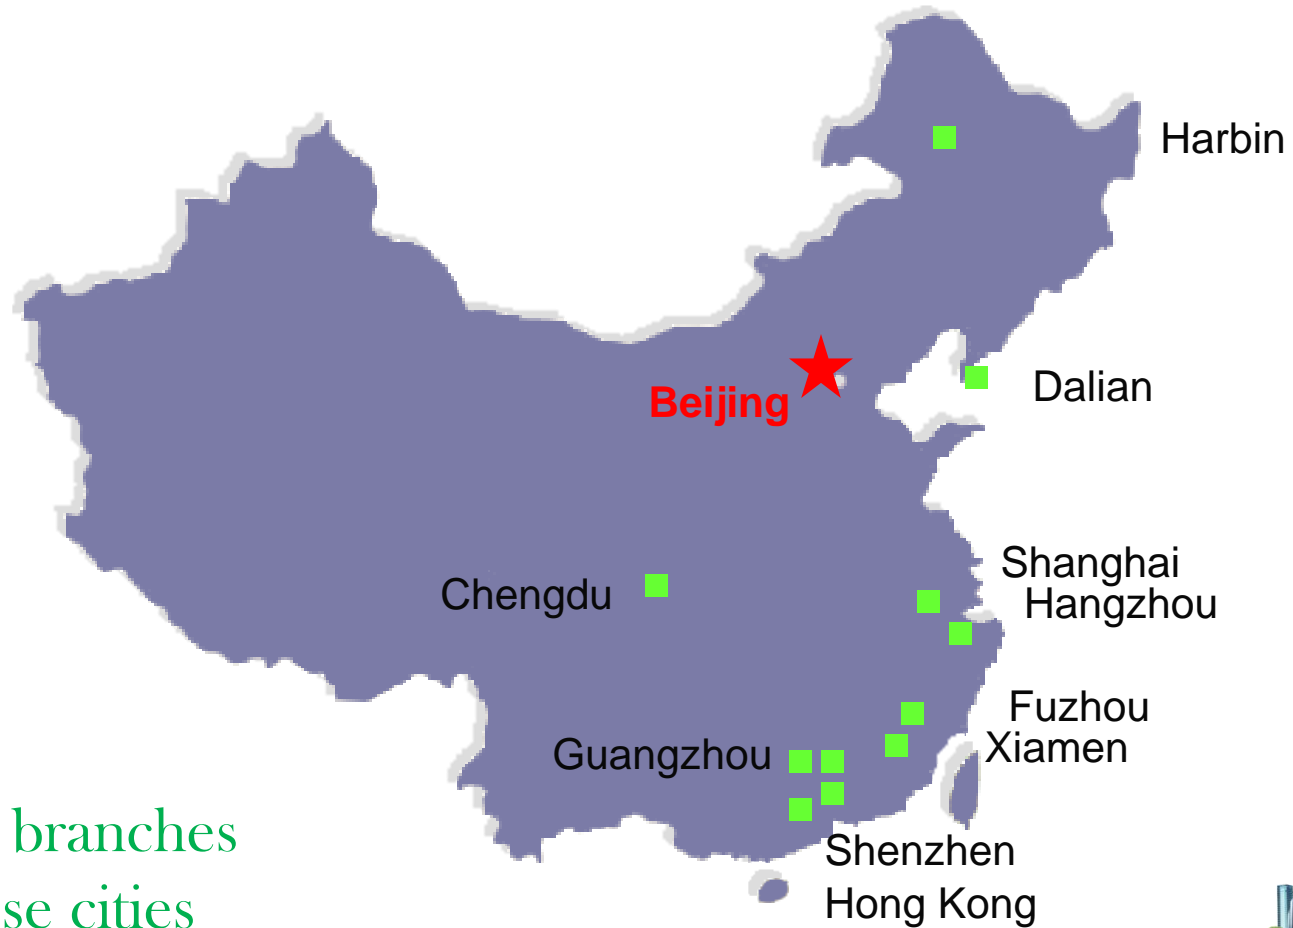 Harbin
Beijing
Dalian
Shanghai
Hangzhou
Chengdu
Fuzhou
Xiamen
Guangzhou
Shenzhen
Hong Kong
branches
se cities